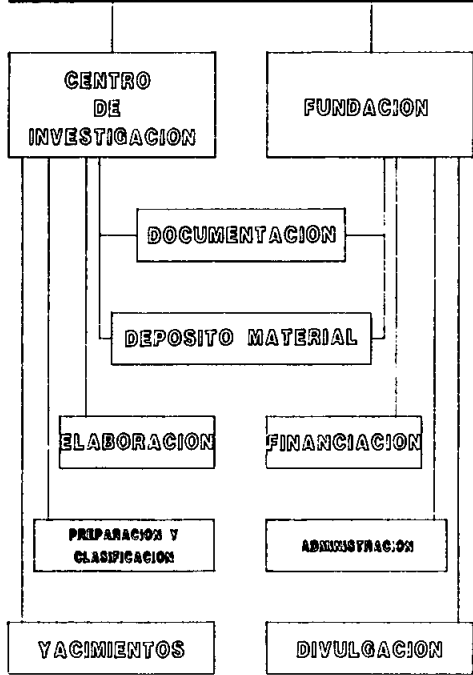 CENTRO
DE
INVESTIGACION
FUNDACION
DOCUMENTACION
DEPOSITO MATERIAL
ELABORACION
FINANCIACION
PREPARACION Y
CLASIFICACION
ADMINISTRACION
YACIMIENTOS
DIVULGACION